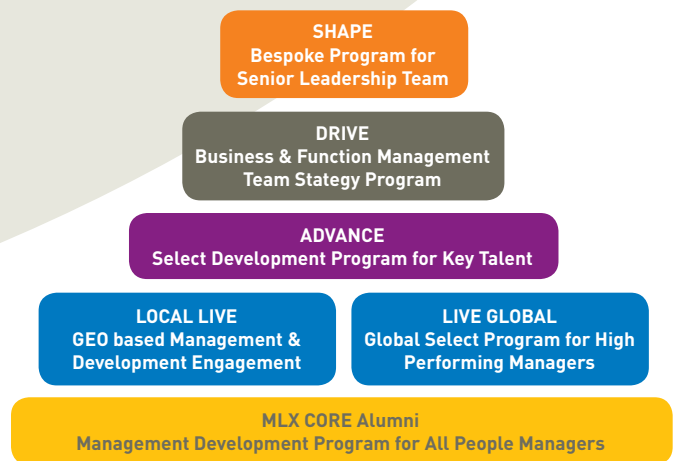 SHAPE
Bespoke Program for
Senior Leadership Team
DRIVE
Business & Function Management
Team Stategy Program
ADVANCE
Select Development Program for Key Talent
LOCAL LIVE
GEO based Management &
Development Engagement
LIVE GLOBAL
Global Select Program for High
Performing Managers
MLX CORE Alumni
Management Development Program for All People Managers